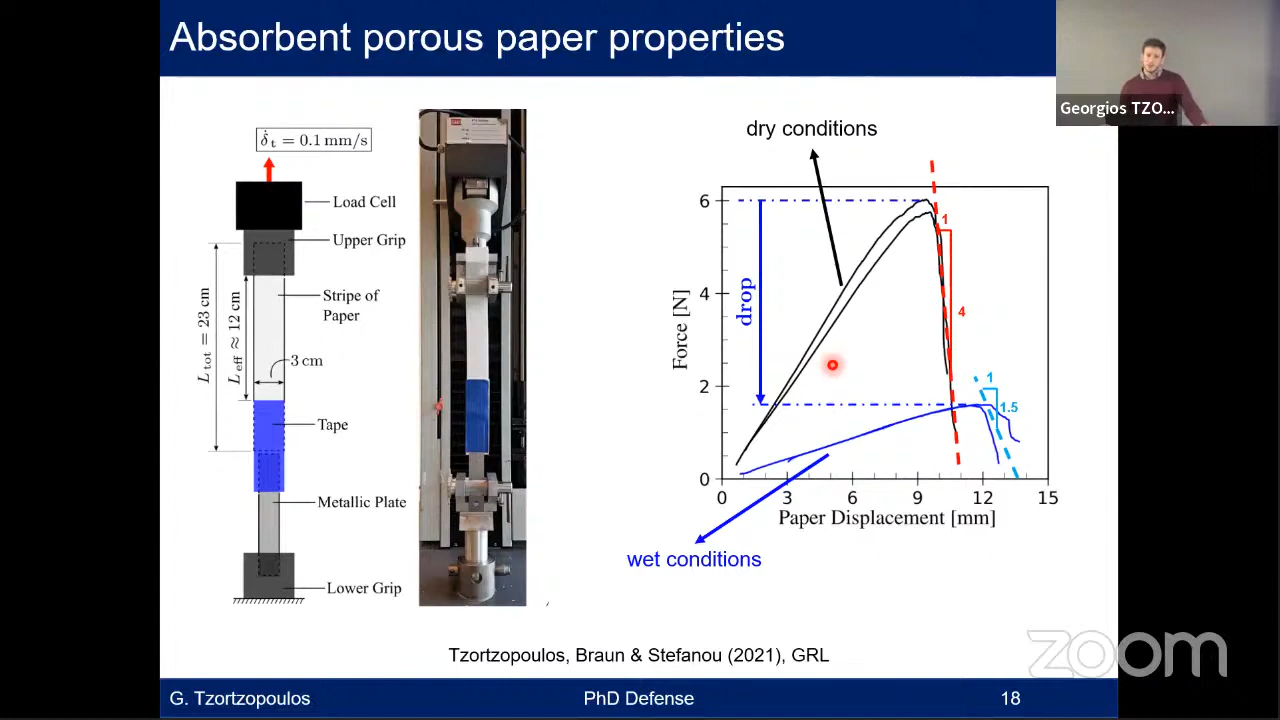 Absorbent porous paper properties
Georgios TZO...
δ̇t = 0.1 mm/s
Load Cell
Upper Grip
Stripe of
Paper
Ltot = 23 cm
Leff ≈ 12 cm
3 cm
Tape
Metallic Plate
Lower Grip
dry conditions
Force [N]
6
4
2
0
drop
1
4
1
1.5
0 3 6 9 12 15
Paper Displacement [mm]
wet conditions
Tzortzopoulos, Braun & Stefanou (2021), GRL
zoom
G. Tzortzopoulos PhD Defense 18